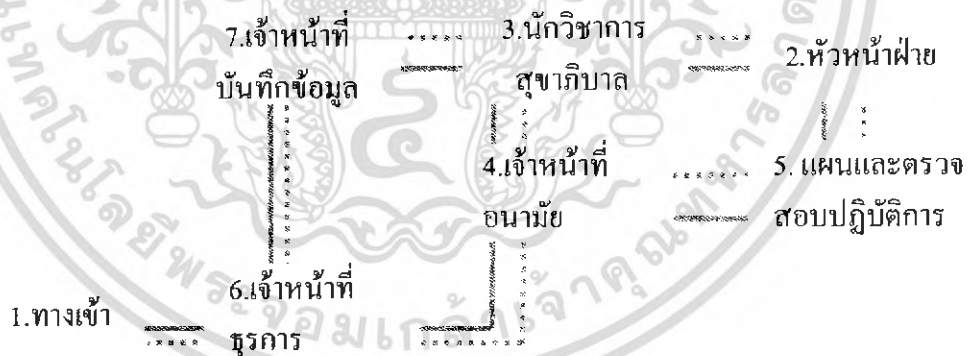 7.เจ้าหน้าที่
บันทึกข้อมูล
3.นักวิชาการ
สุขาภิบาล
2.หัวหน้าฝ่าย
4.เจ้าหน้าที่
อนามัย
5. แผนและตรวจ
สอบปฏิบัติการ
1.ทางเข้า
6.เจ้าหน้าที่
ธุรการ